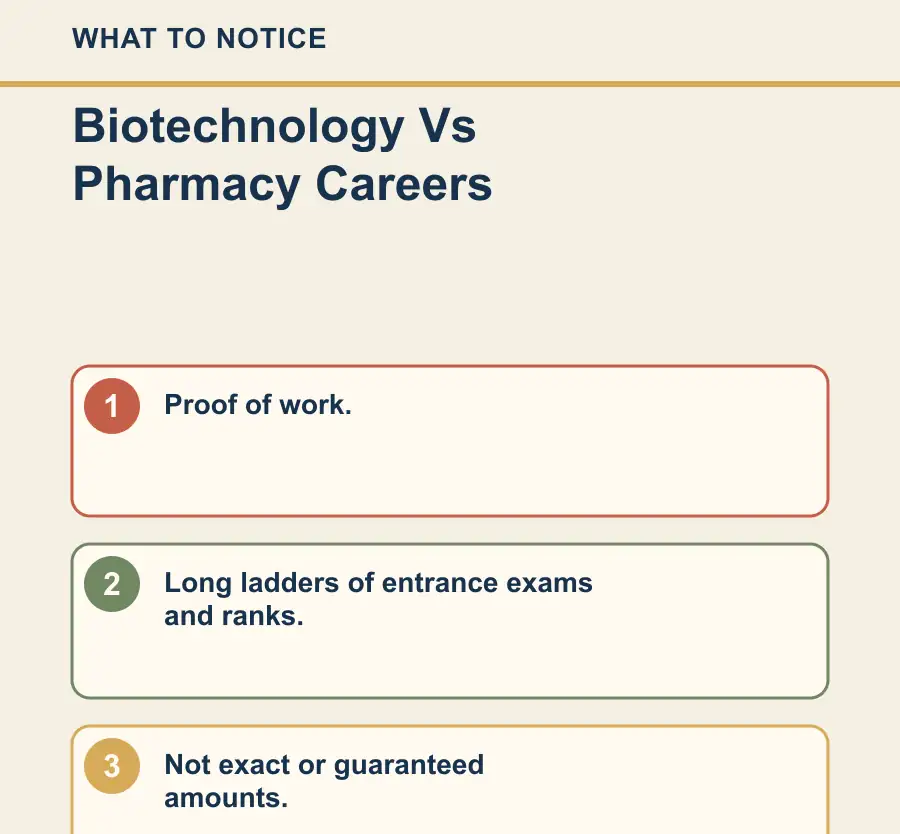 WHAT TO NOTICE
Biotechnology Vs
Pharmacy Careers
1
Proof of work.
2
Long ladders of entrance exams
and ranks.
3
Not exact or guaranteed
amounts.